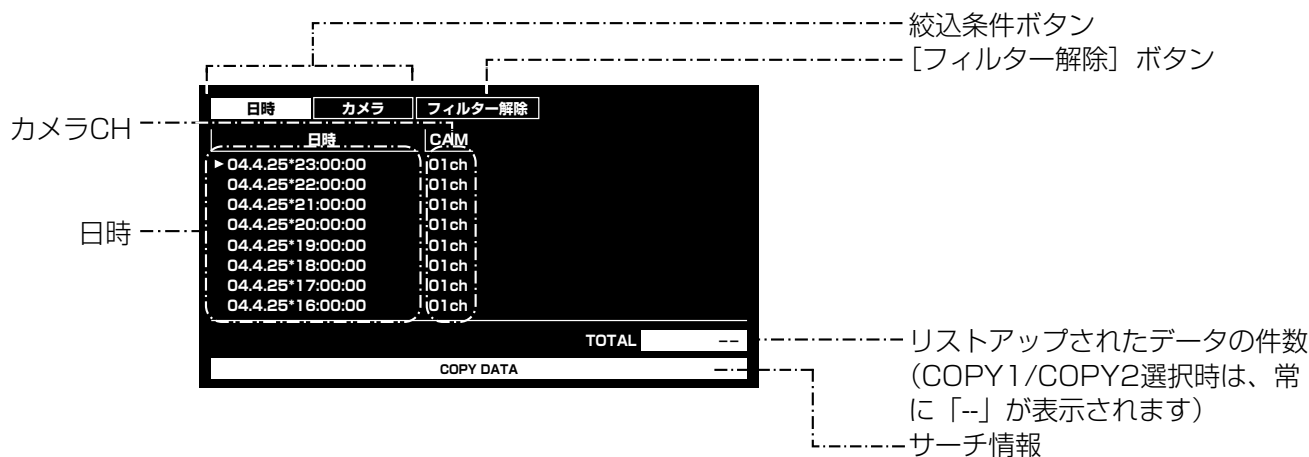 絞込条件ボタン
[フィルター解除] ボタン
日時 カメラ フィルター解除
カメラCH
日時 CAM
▶04.4.25*23:00:00 01ch
04.4.25*22:00:00 01ch
04.4.25*21:00:00 01ch
04.4.25*20:00:00 01ch
日時
04.4.25*19:00:00 01ch
04.4.25*18:00:00 01ch
04.4.25*17:00:00 01ch
04.4.25*16:00:00 01ch
TOTAL --
COPY DATA
リストアップされたデータの件数
(COPY1/COPY2選択時は、常
に「--」が表示されます)
サーチ情報